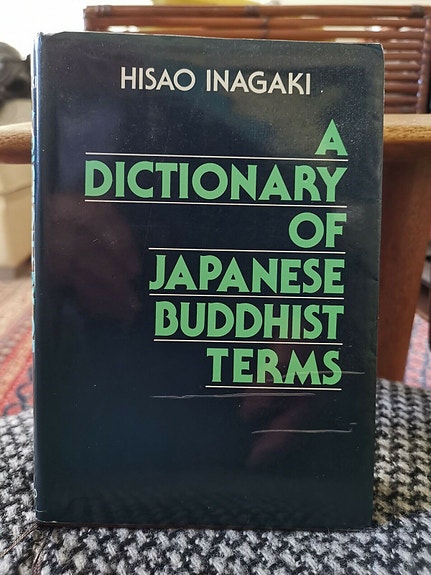 HISAO INAGAKI
A
DICTIONARY
OF
JAPANESE
BUDDHIST
TERMS